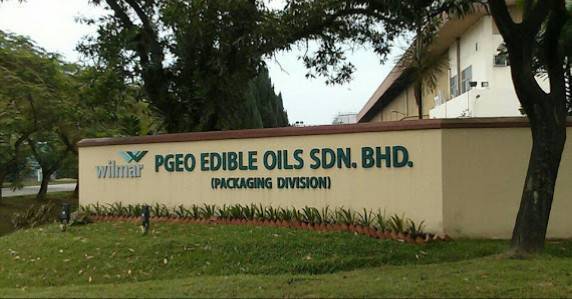 wilmar
PGEO EDIBLE OILS SDN. BHD.
(PACKAGING DIVISION)